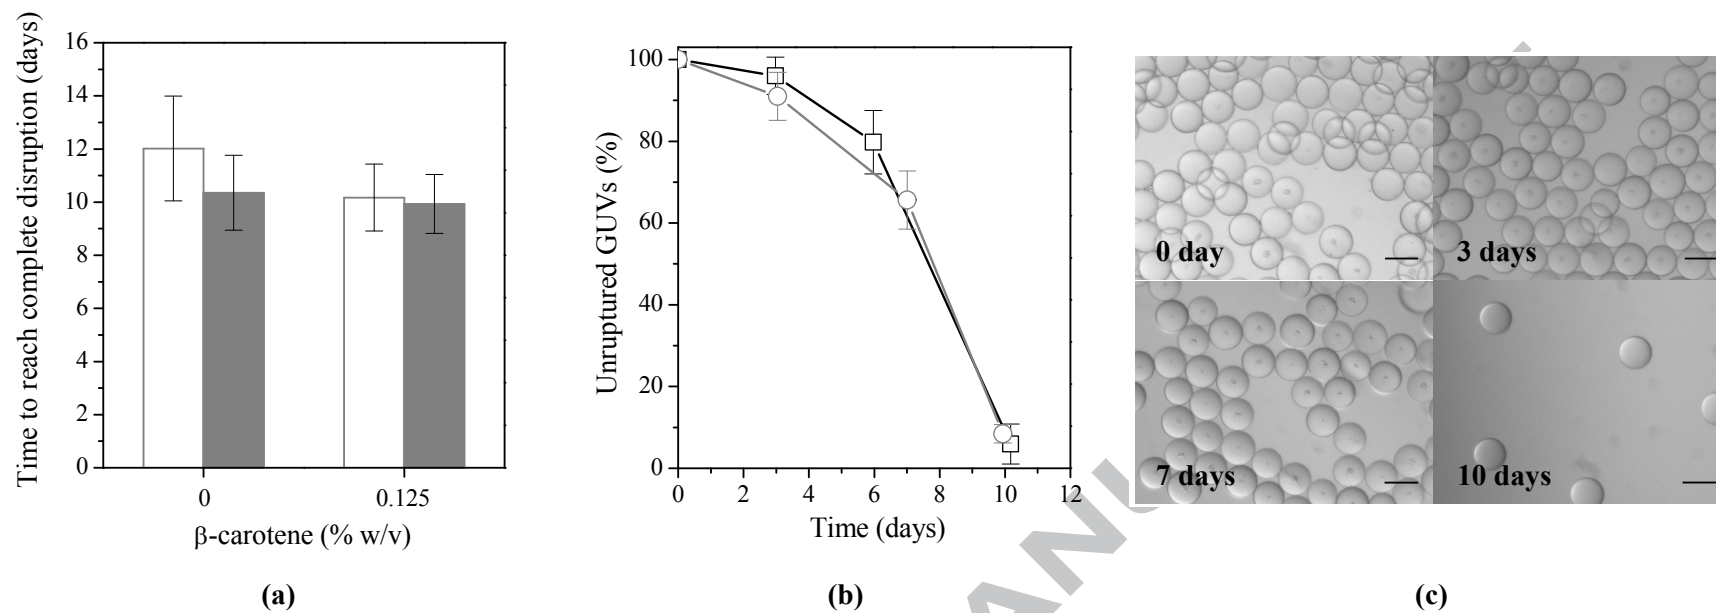 Time to reach complete disruption (days)
16
14
12
10
8
6
4
2
0
0 0.125
β-carotene (% w/v)
(a)
Unruptured GUVs (%)
100
80
60
40
20
0
0 2 4 6 8 10 12
Time (days)
(b)
0 day
3 days
7 days
10 days
(c)